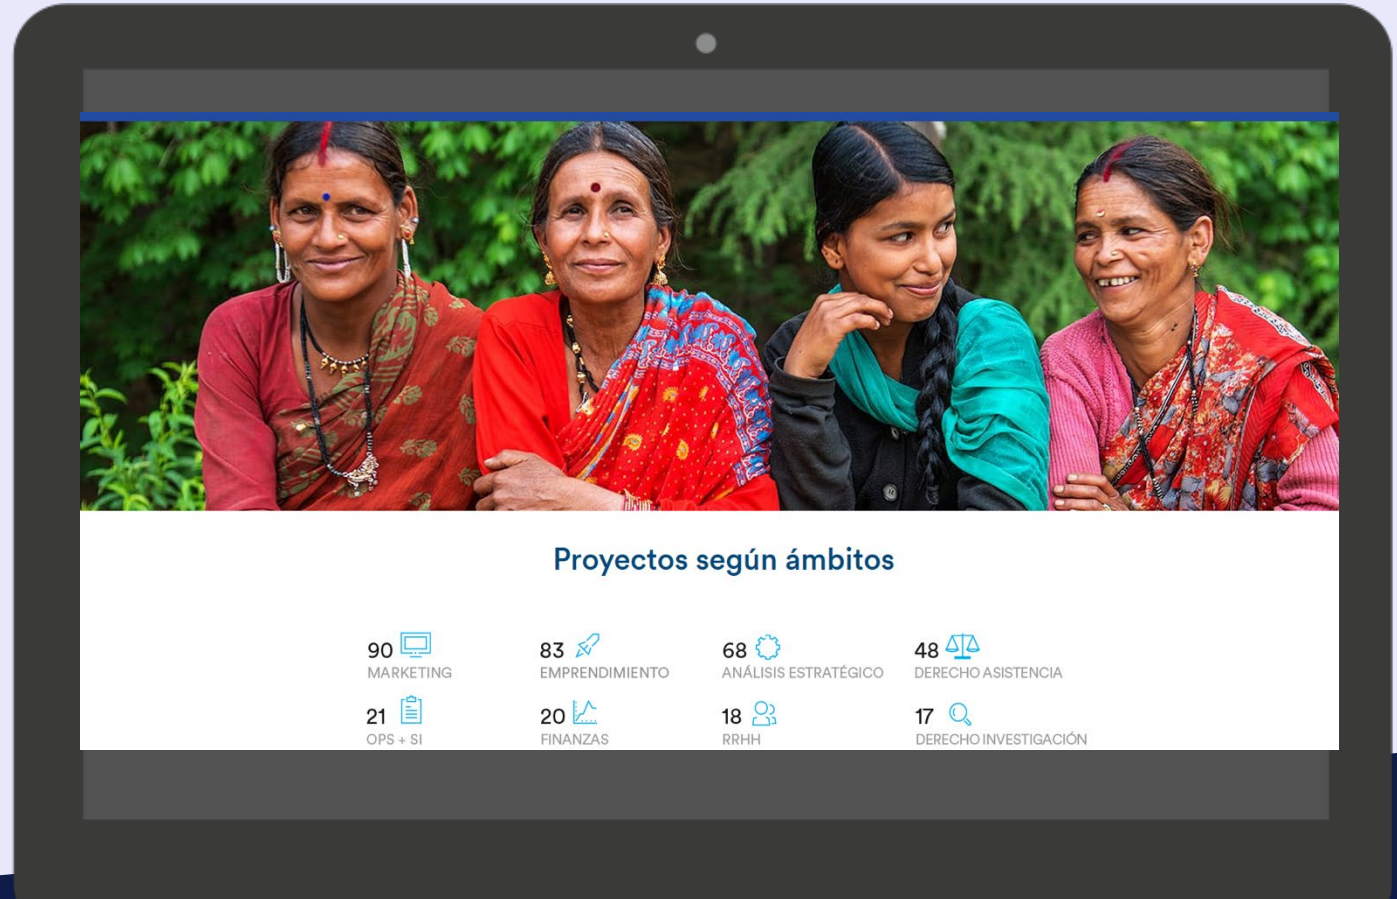 Proyectos según ámbitos
90 83 68 48
MARKETING EMPRENDIMIENTO ANÁLISIS ESTRATÉGICO DERECHO ASISTENCIA
21 20 18 17
OPS + SI FINANZAS RRHH DERECHO INVESTIGACIÓN